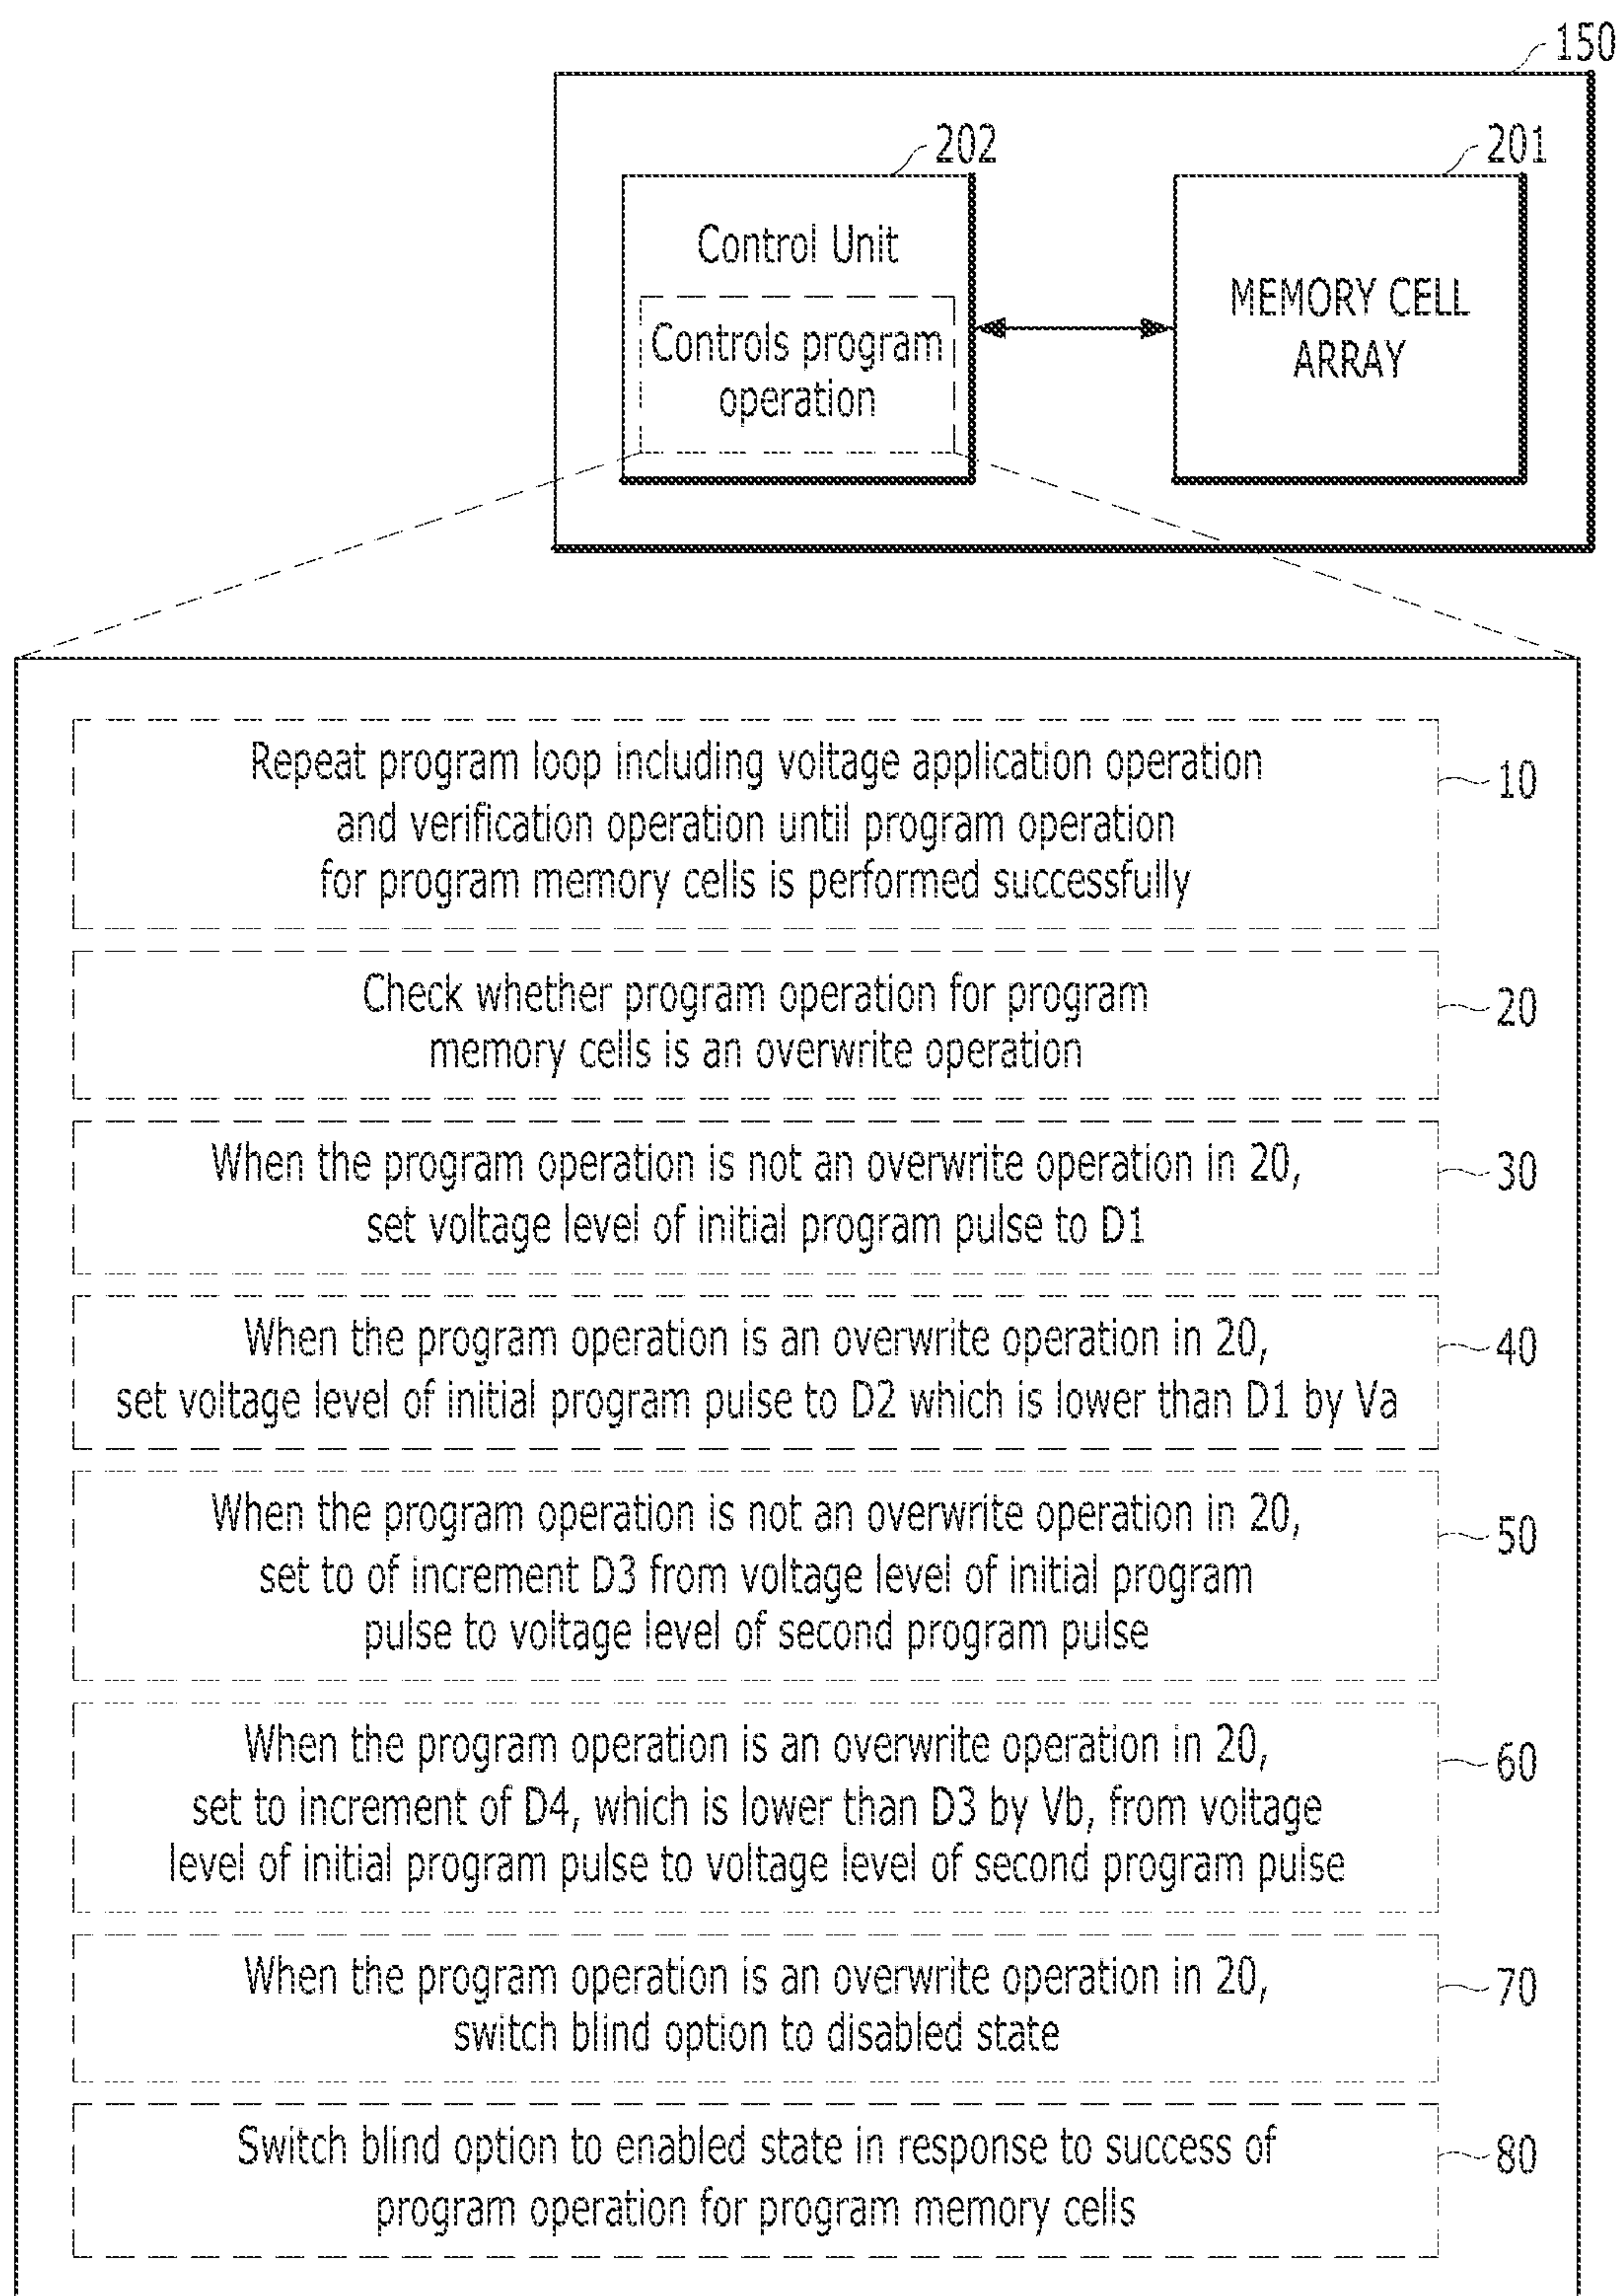 150
202
201
Control Unit
Controls program
operation
MEMORY CELL
ARRAY
Repeat program loop including voltage application operation
and verification operation until program operation
for program memory cells is performed successfully
10
Check whether program operation for program
memory cells is an overwrite operation
20
When the program operation is not an overwrite operation in 20,
set voltage level of initial program pulse to D1
30
When the program operation is an overwrite operation in 20,
set voltage level of initial program pulse to D2 which is lower than D1 by Va
40
When the program operation is not an overwrite operation in 20,
set to of increment D3 from voltage level of initial program
pulse to voltage level of second program pulse
50
When the program operation is an overwrite operation in 20,
set to increment of D4, which is lower than D3 by Vb, from voltage
level of initial program pulse to voltage level of second program pulse
60
When the program operation is an overwrite operation in 20,
switch blind option to disabled state
70
Switch blind option to enabled state in response to success of
program operation for program memory cells
80